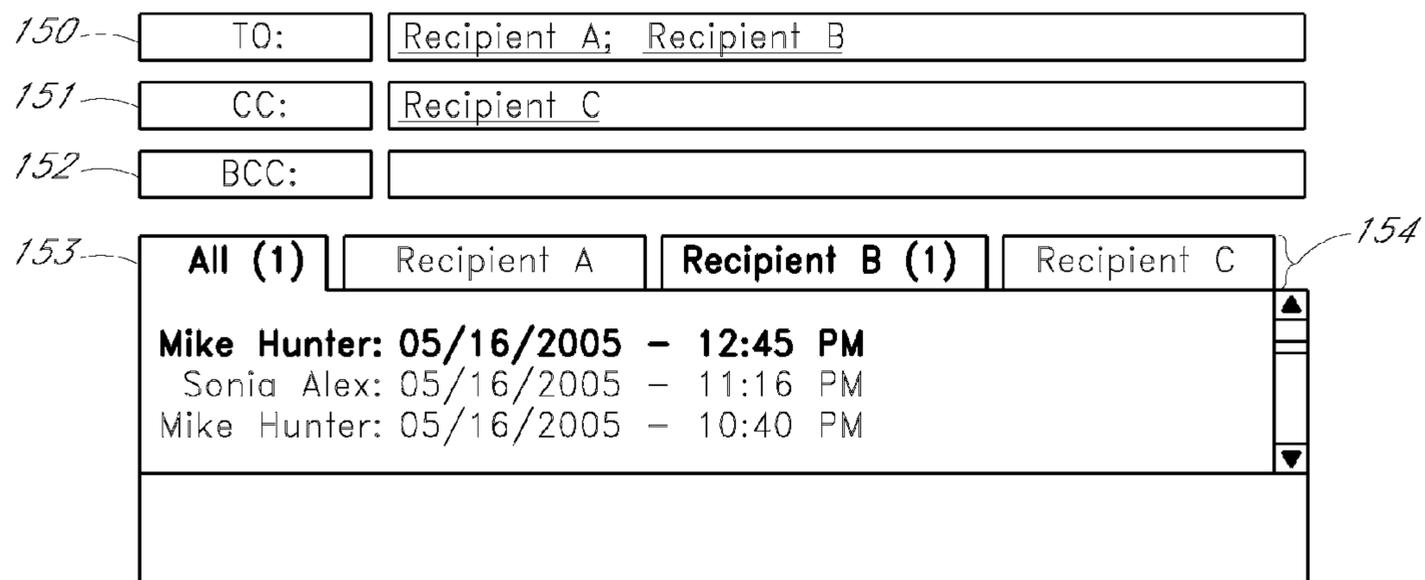 150 TO: Recipient A; Recipient B
151 CC: Recipient C
152 BCC:
154
153 All (1) Recipient A Recipient B (1) Recipient C
Mike Hunter: 05/16/2005 - 12:45 PM
Sonia Alex: 05/16/2005 - 11:16 PM
Mike Hunter: 05/16/2005 - 10:40 PM